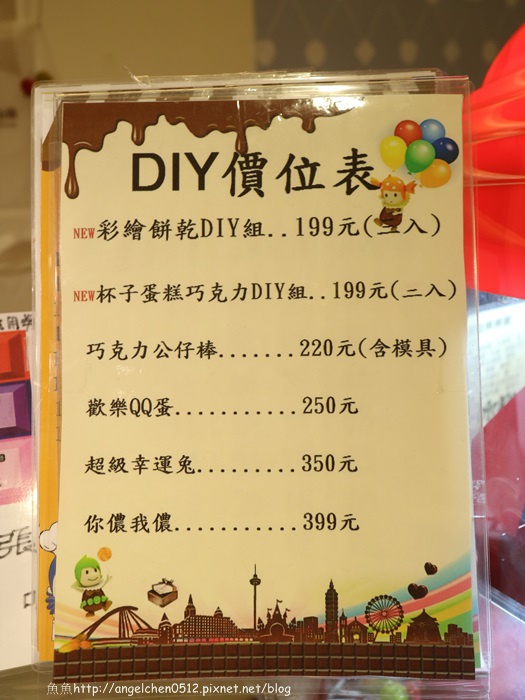 DIY價位表
NEW彩繪餅乾DIY組..199元(二入)
NEW杯子蛋糕巧克力DIY組..199元(二入)
巧克力公仔棒.......220元(含模具)
歡樂QQ蛋............250元
超級幸運兔.........350元
你儂我儂............399元
張
魚魚http://angelchen0512.pixnet.net/blog